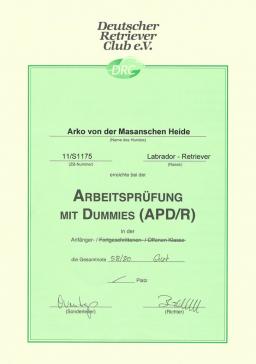 Deutscher
Retriever
Club e.V.
DRC
Arko von der Masanschen Heide
(Name des Hundes)
11/S1175 Labrador - Retriever
(ZB-Nummer) (Rasse)
erreichte bei der
ARBEITSPRÜFUNG
MIT DUMMIES (APD/R)
in der
Anfänger- / Fortgeschrittenen- / Offenen Klasse
die Gesamtnote 58/80 Gut
Platz
(Sonderleiter) (Richter)